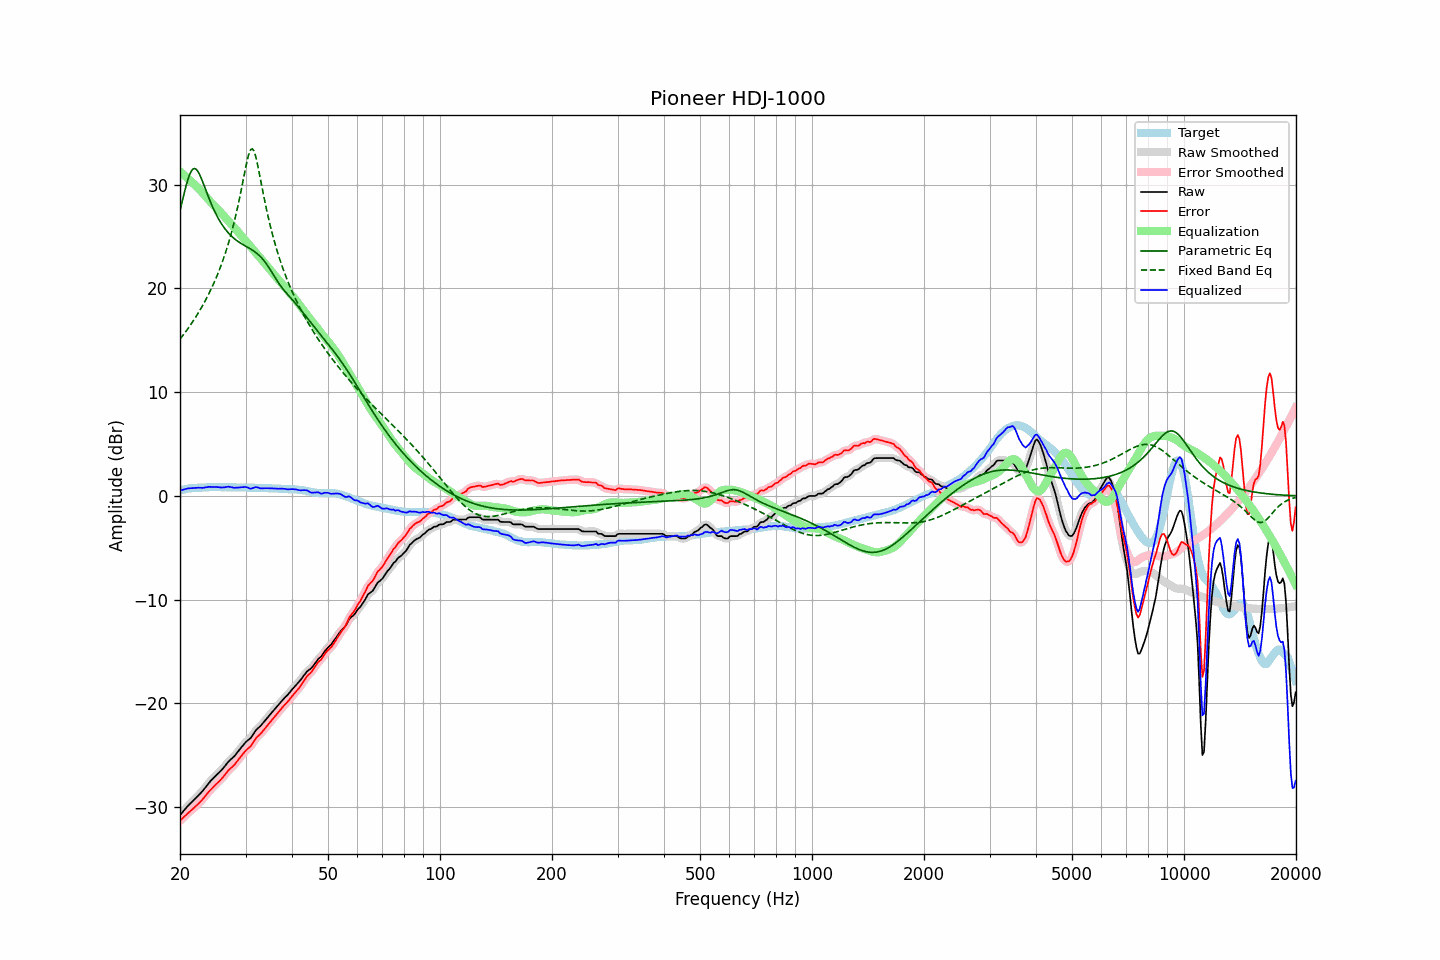 Pioneer HDJ-1000
Target
Raw Smoothed
Error Smoothed
Raw
Error
Equalization
Parametric Eq
Fixed Band Eq
Equalized
Amplitude (dBr)
30
20
10
0
−10
−20
−30
20 50 100 200 500 1000 2000 5000 10000 20000
Frequency (Hz)